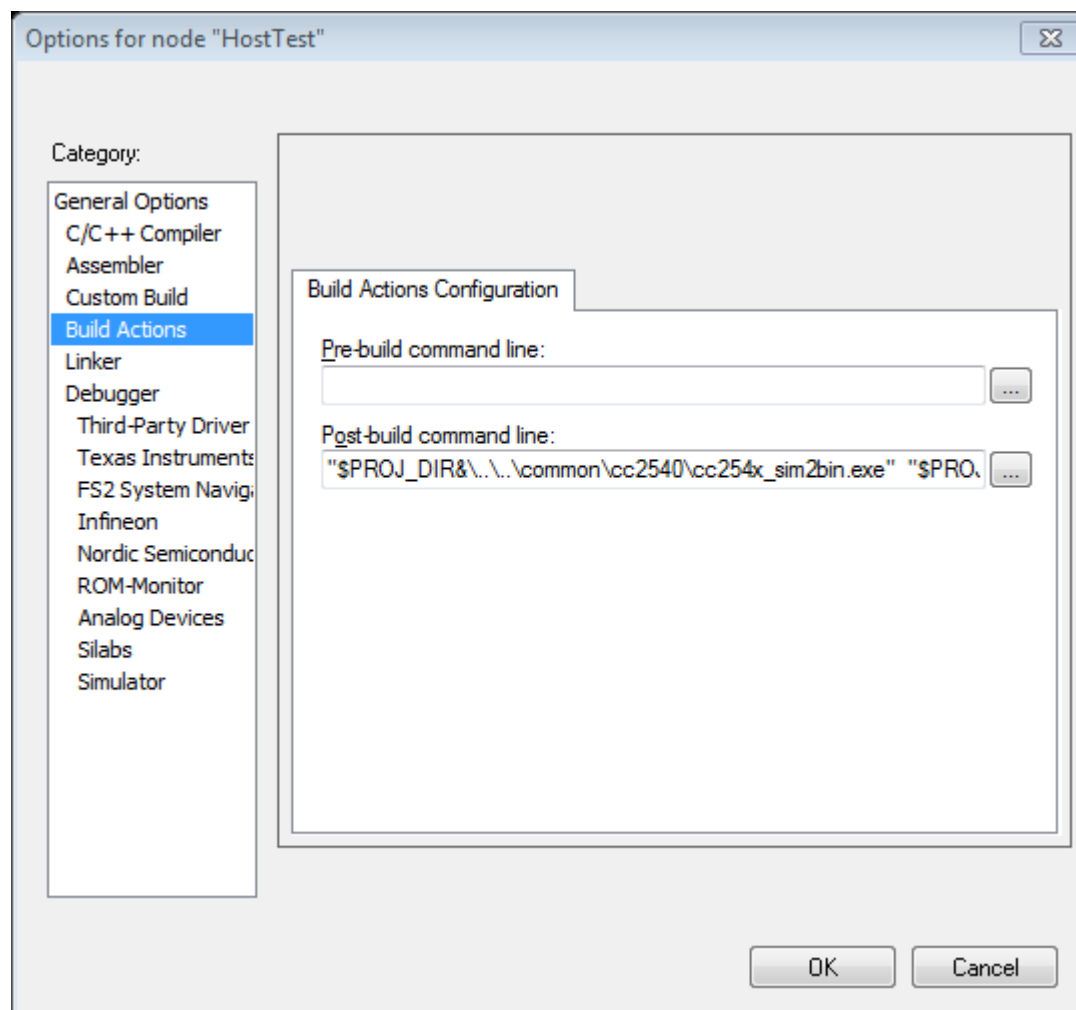 Options for node "HostTest"
Category:
General Options
C/C++ Compiler
Assembler
Custom Build
Build Actions
Linker
Debugger
Third-Party Driver
Texas Instruments
FS2 System Navig
Infineon
Nordic Semiconduc
ROM-Monitor
Analog Devices
Silabs
Simulator
Build Actions Configuration
Pre-build command line:
...
Post-build command line:
"$PROJ_DIR&\..\..\common\cc2540\cc254x_sim2bin.exe" "$PROJ
...
OK
Cancel